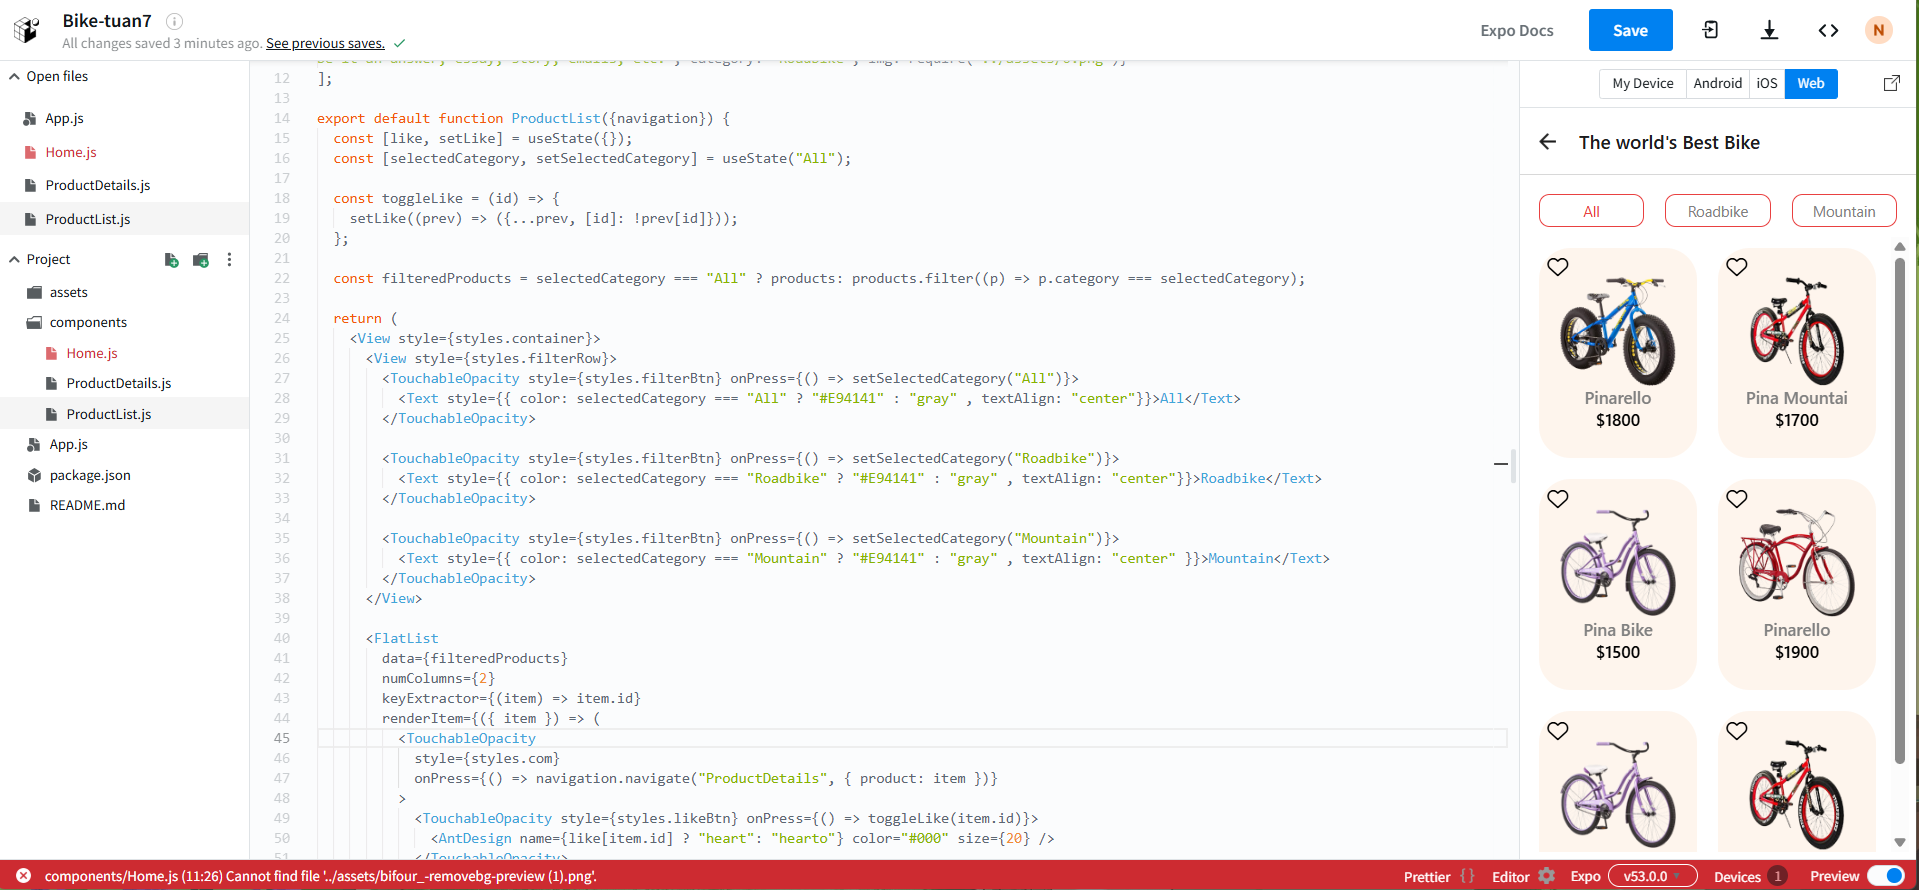 Bike-tuan7
All changes saved 3 minutes ago. See previous saves.
Expo Docs
Save
N
Open files
App.js
Home.js
ProductDetails.js
ProductList.js
Project
assets
components
Home.js
ProductDetails.js
ProductList.js
App.js
package.json
README.md
12 ];
13
14 export default function ProductList({navigation}) {
15 const [like, setLike] = useState({});
16 const [selectedCategory, setSelectedCategory] = useState("All");
17
18 const toggleLike = (id) => {
19 setLike((prev) => ({...prev, [id]: !prev[id]}));
20 };
21
22 const filteredProducts = selectedCategory === "All" ? products: products.filter((p) => p.category === selectedCategory);
23
24 return (
25 <View style={styles.container}>
26 <View style={styles.filterRow}>
27 <TouchableOpacity style={styles.filterBtn} onPress={() => setSelectedCategory("All")}>
28 <Text style={{ color: selectedCategory === "All" ? "#E94141" : "gray" , textAlign: "center"}}>All</Text>
29 </TouchableOpacity>
30
31 <TouchableOpacity style={styles.filterBtn} onPress={() => setSelectedCategory("Roadbike")}>
32 <Text style={{ color: selectedCategory === "Roadbike" ? "#E94141" : "gray" , textAlign: "center"}}>Roadbike</Text>
33 </TouchableOpacity>
34
35 <TouchableOpacity style={styles.filterBtn} onPress={() => setSelectedCategory("Mountain")}>
36 <Text style={{ color: selectedCategory === "Mountain" ? "#E94141" : "gray" , textAlign: "center" }}>Mountain</Text>
37 </TouchableOpacity>
38 </View>
39
40 <FlatList
41 data={filteredProducts}
42 numColumns={2}
43 keyExtractor={(item) => item.id}
44 renderItem={({ item }) => (
45 <TouchableOpacity
46 style={styles.com}
47 onPress={() => navigation.navigate("ProductDetails", { product: item })}
48 >
49 <TouchableOpacity style={styles.likeBtn} onPress={() => toggleLike(item.id)}>
50 <AntDesign name={like[item.id] ? "heart": "hearto"} color="#000" size={20} />
My Device
Android
iOS
Web
The world's Best Bike
All
Roadbike
Mountain
Pinarello
$1800
Pina Mountai
$1700
Pina Bike
$1500
Pinarello
$1900
components/Home.js (11:26) Cannot find file '../assets/bifour_-removebg-preview (1).png'.
Prettier { }
Editor
Expo
v53.0.0
Devices 1
Preview